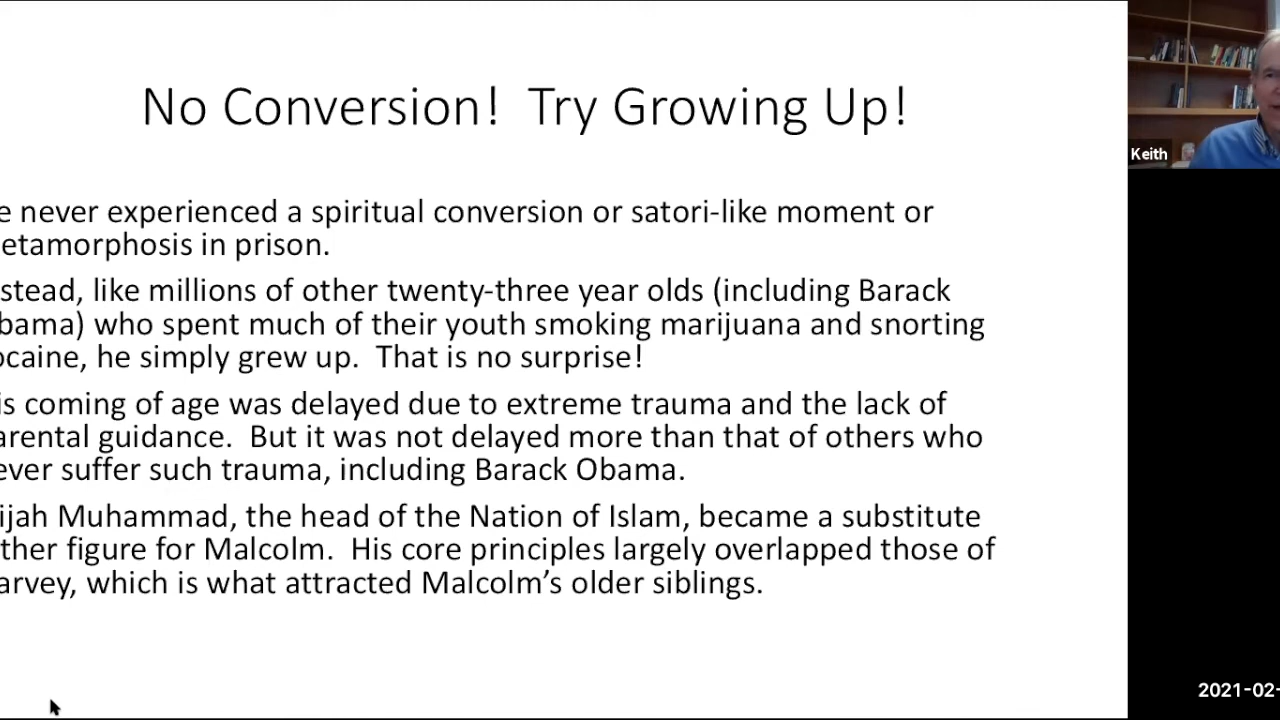 No Conversion! Try Growing Up!
e never experienced a spiritual conversion or satori-like moment or
etamorphosis in prison.
stead, like millions of other twenty-three year olds (including Barack
bama) who spent much of their youth smoking marijuana and snorting
ocaine, he simply grew up. That is no surprise!
is coming of age was delayed due to extreme trauma and the lack of
arental guidance. But it was not delayed more than that of others who
ever suffer such trauma, including Barack Obama.
ijah Muhammad, the head of the Nation of Islam, became a substitute
ther figure for Malcolm. His core principles largely overlapped those of
arvey, which is what attracted Malcolm’s older siblings.
Keith
2021-02-